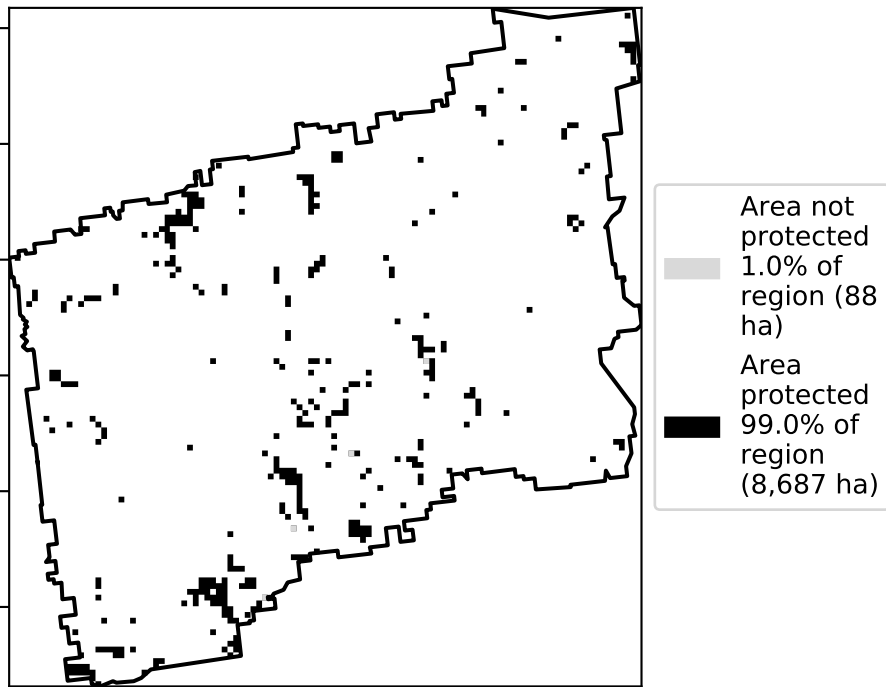 Area not
protected
1.0% of
region (88
ha)
Area
protected
99.0% of
region
(8,687 ha)